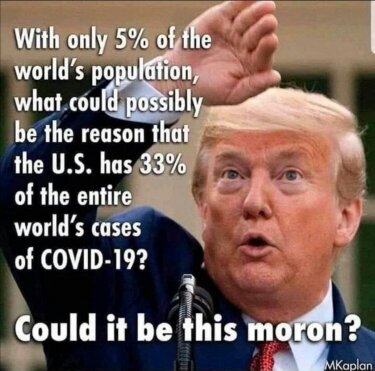 With only 5% of the
world's population,
what could possibly
be the reason that
the U.S. has 33%
of the entire
world's cases
of COVID-19?
Could it be this moron?
MKaplan